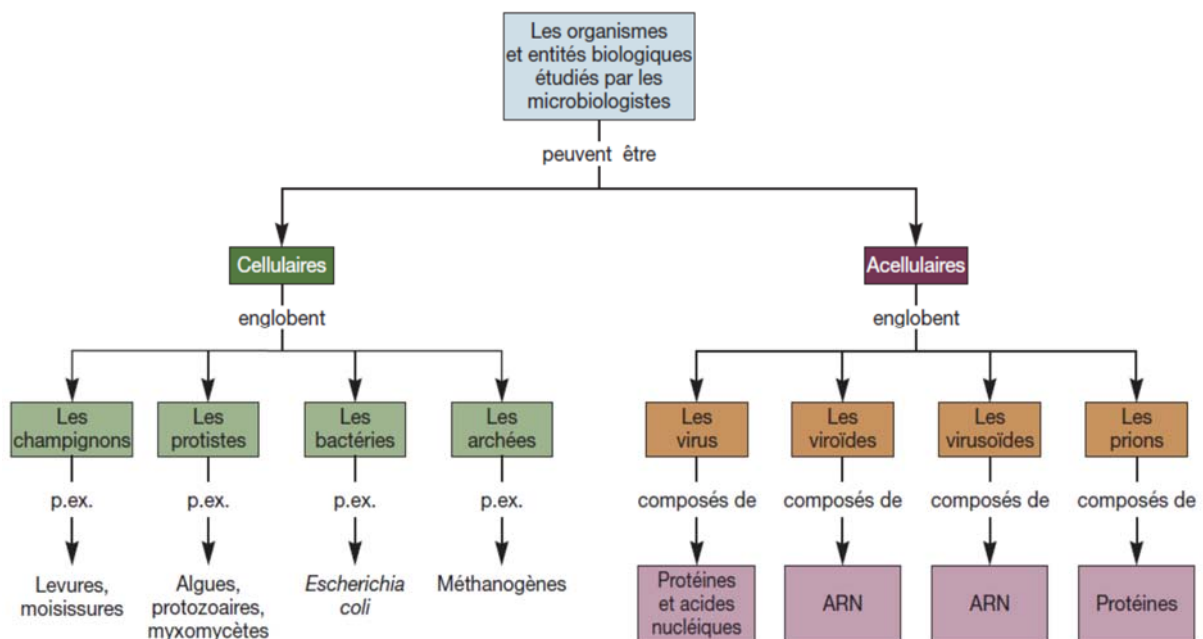 Les organismes
et entités biologiques
étudiés par les
microbiologistes
peuvent être
Cellulaires
Acellulaires
englobent
englobent
Les
champignons
Les
protistes
Les
bactéries
Les
archées
Les
virus
Les
viroïdes
Les
virusoïdes
Les
prions
p.ex.
p.ex.
p.ex.
p.ex.
composés de
composés de
composés de
composés de
Levures,
moisissures
Algues,
protozoaires,
myxomycètes
Escherichia
coli
Méthanogènes
Protéines
et acides
nucléiques
ARN
ARN
Protéines